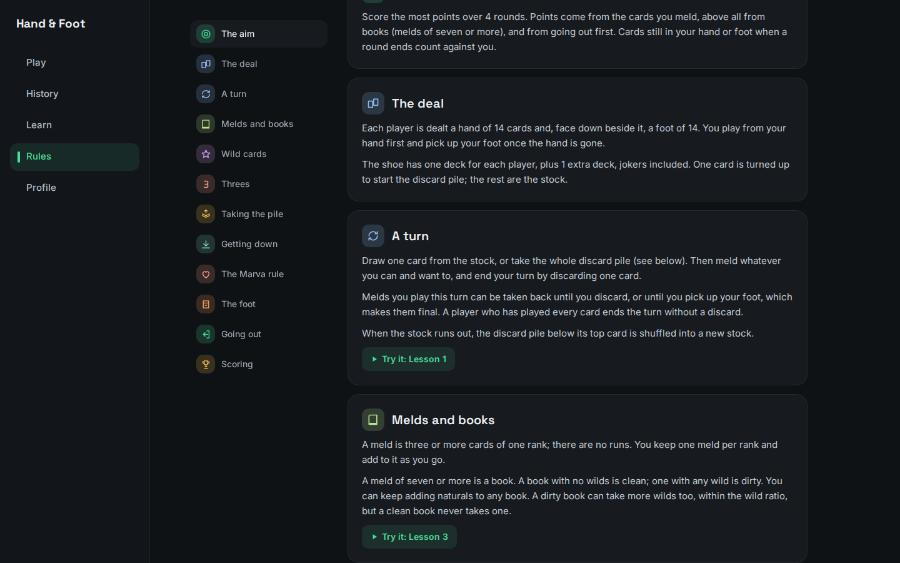 Hand & Foot
Play
History
Learn
Rules
Profile
The aim
The deal
A turn
Melds and books
Wild cards
Threes
Taking the pile
Getting down
The Marva rule
The foot
Going out
Scoring
Score the most points over 4 rounds. Points come from the cards you meld, above all from
books (melds of seven or more), and from going out first. Cards still in your hand or foot when a
round ends count against you.
The deal
Each player is dealt a hand of 14 cards and, face down beside it, a foot of 14. You play from your
hand first and pick up your foot once the hand is gone.
The shoe has one deck for each player, plus 1 extra deck, jokers included. One card is turned up
to start the discard pile; the rest are the stock.
A turn
Draw one card from the stock, or take the whole discard pile (see below). Then meld whatever
you can and want to, and end your turn by discarding one card.
Melds you play this turn can be taken back until you discard, or until you pick up your foot, which
makes them final. A player who has played every card ends the turn without a discard.
When the stock runs out, the discard pile below its top card is shuffled into a new stock.
Try it: Lesson 1
Melds and books
A meld is three or more cards of one rank; there are no runs. You keep one meld per rank and
add to it as you go.
A meld of seven or more is a book. A book with no wilds is clean; one with any wild is dirty. You
can keep adding naturals to any book. A dirty book can take more wilds too, within the wild ratio,
but a clean book never takes one.
Try it: Lesson 3